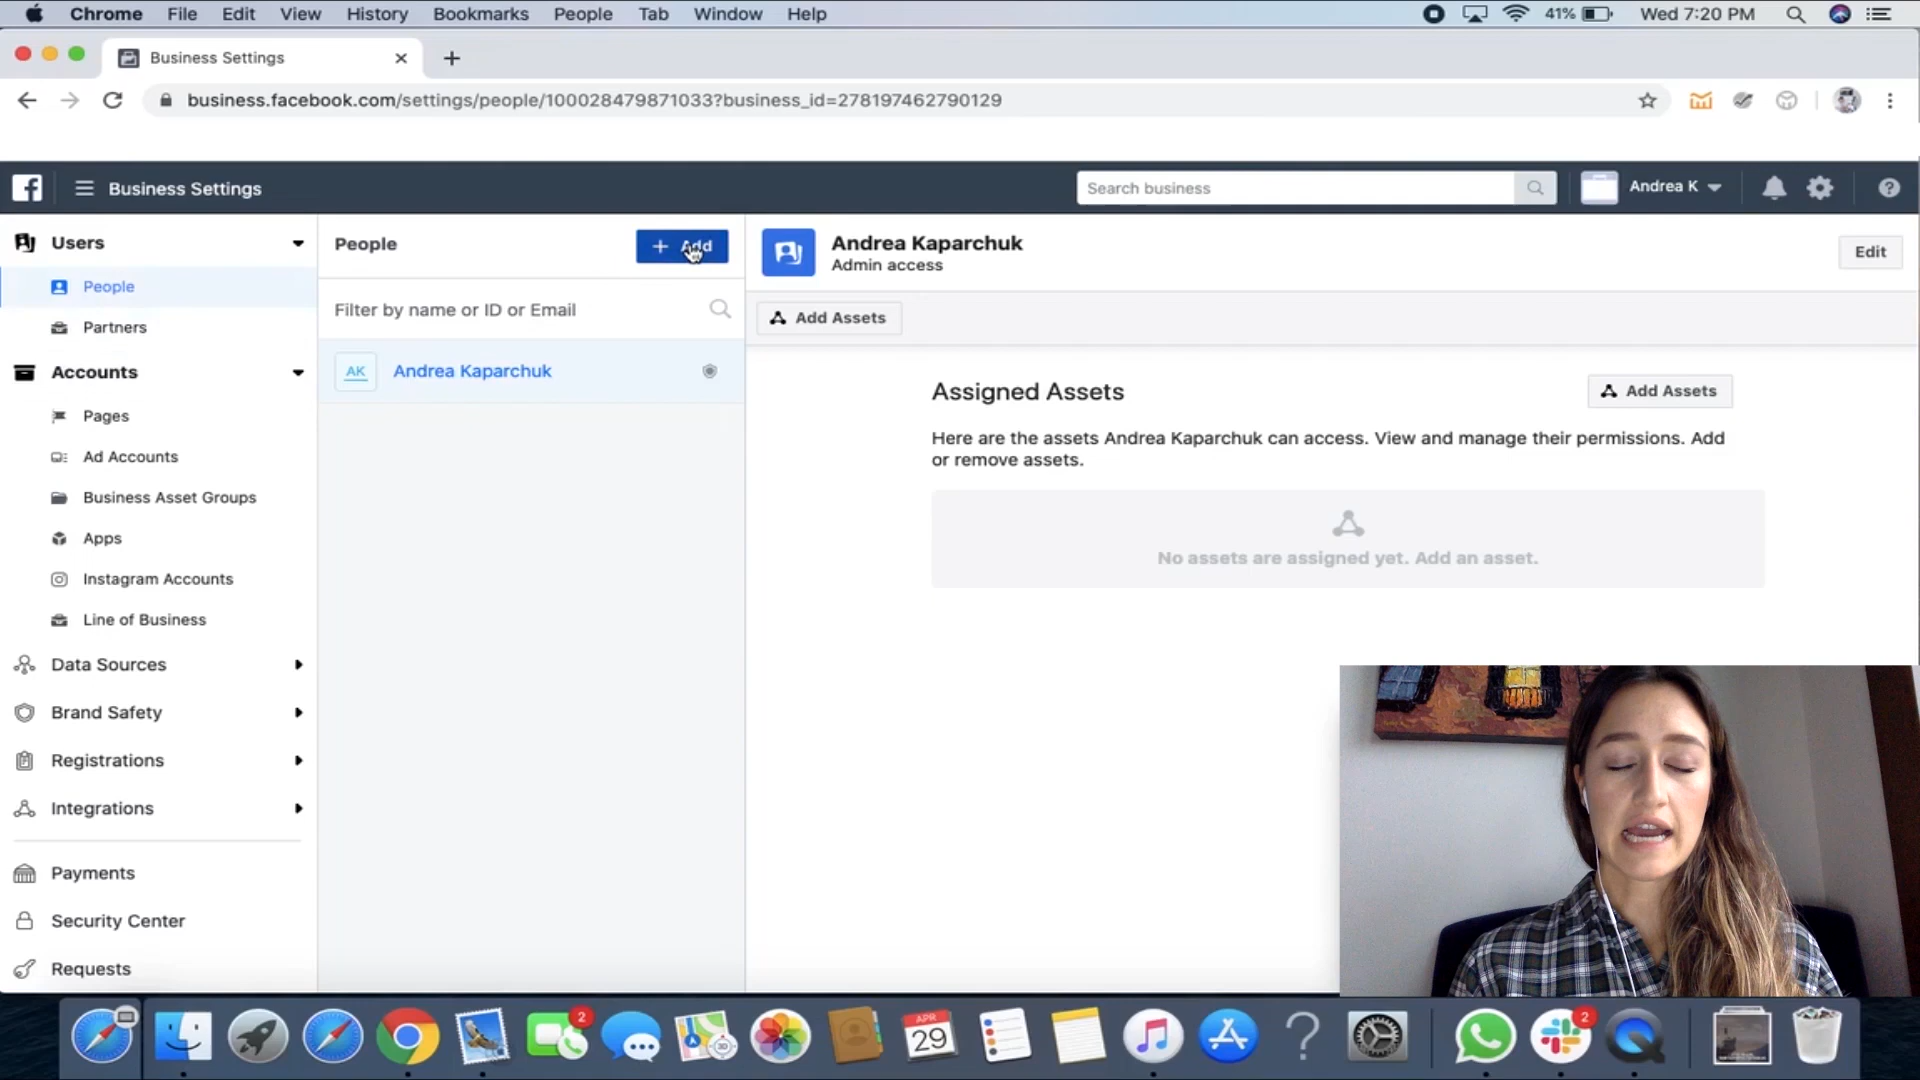 Chrome File Edit View History Bookmarks People Tab Window Help 41% Wed 7:20 PM
Business Settings
business.facebook.com/settings/people/100028479871033?business_id=278197462790129
Business Settings
Search business
Andrea K
Users
People
Partners
Accounts
Pages
Ad Accounts
Business Asset Groups
Apps
Instagram Accounts
Line of Business
Data Sources
Brand Safety
Registrations
Integrations
Payments
Security Center
Requests
People
+ Add
Filter by name or ID or Email
AK Andrea Kaparchuk
Andrea Kaparchuk
Admin access
Edit
Add Assets
Assigned Assets
Add Assets
Here are the assets Andrea Kaparchuk can access. View and manage their permissions. Add
or remove assets.
No assets are assigned yet. Add an asset.
2
3D
APR
29
2